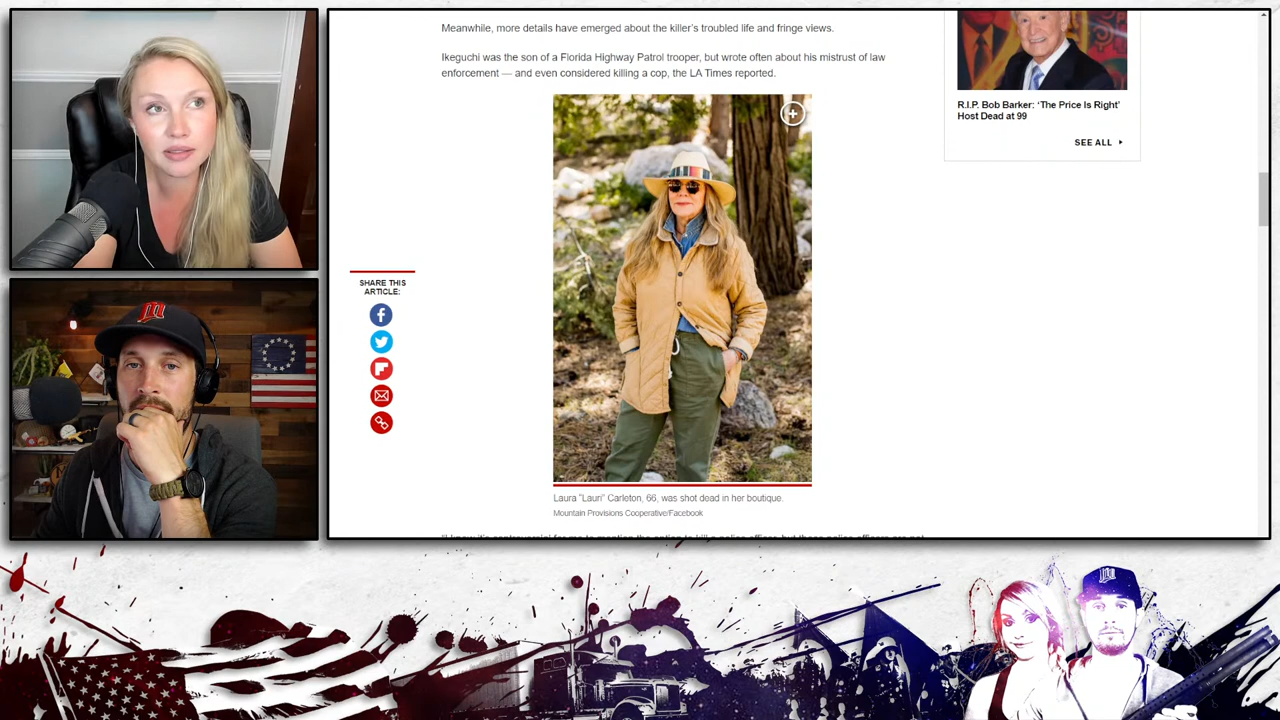 Meanwhile, more details have emerged about the killer's troubled life and fringe views.
Ikeguchi was the son of a Florida Highway Patrol trooper, but wrote often about his mistrust of law
enforcement — and even considered killing a cop, the LA Times reported.
R.I.P. Bob Barker: 'The Price Is Right'
Host Dead at 99
SEE ALL
SHARE THIS
ARTICLE:
Laura "Lauri" Carleton, 66, was shot dead in her boutique.
Mountain Provisions Cooperative/Facebook